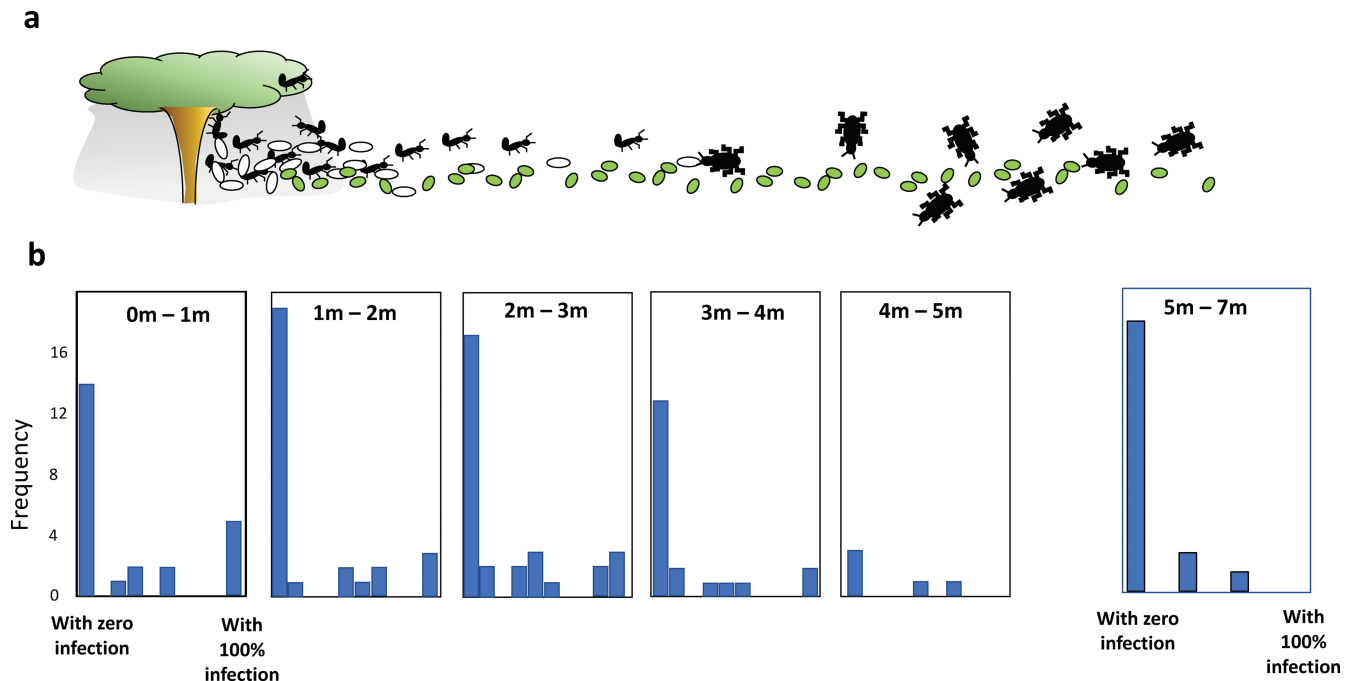 a
b
0m – 1m
1m – 2m
2m – 3m
3m – 4m
4m – 5m
5m – 7m
Frequency
16
12
8
4
0
With zero
infection
With
100%
infection
With zero
infection
With
100%
infection